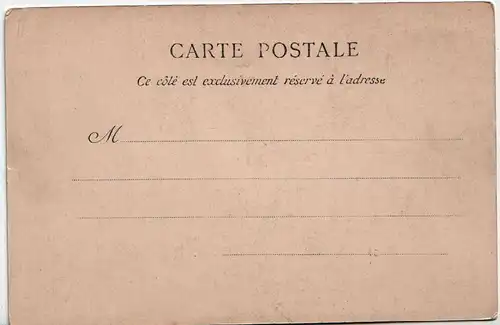 CARTE POSTALE
Ce côté est exclusivement réservé à l'adresse
M